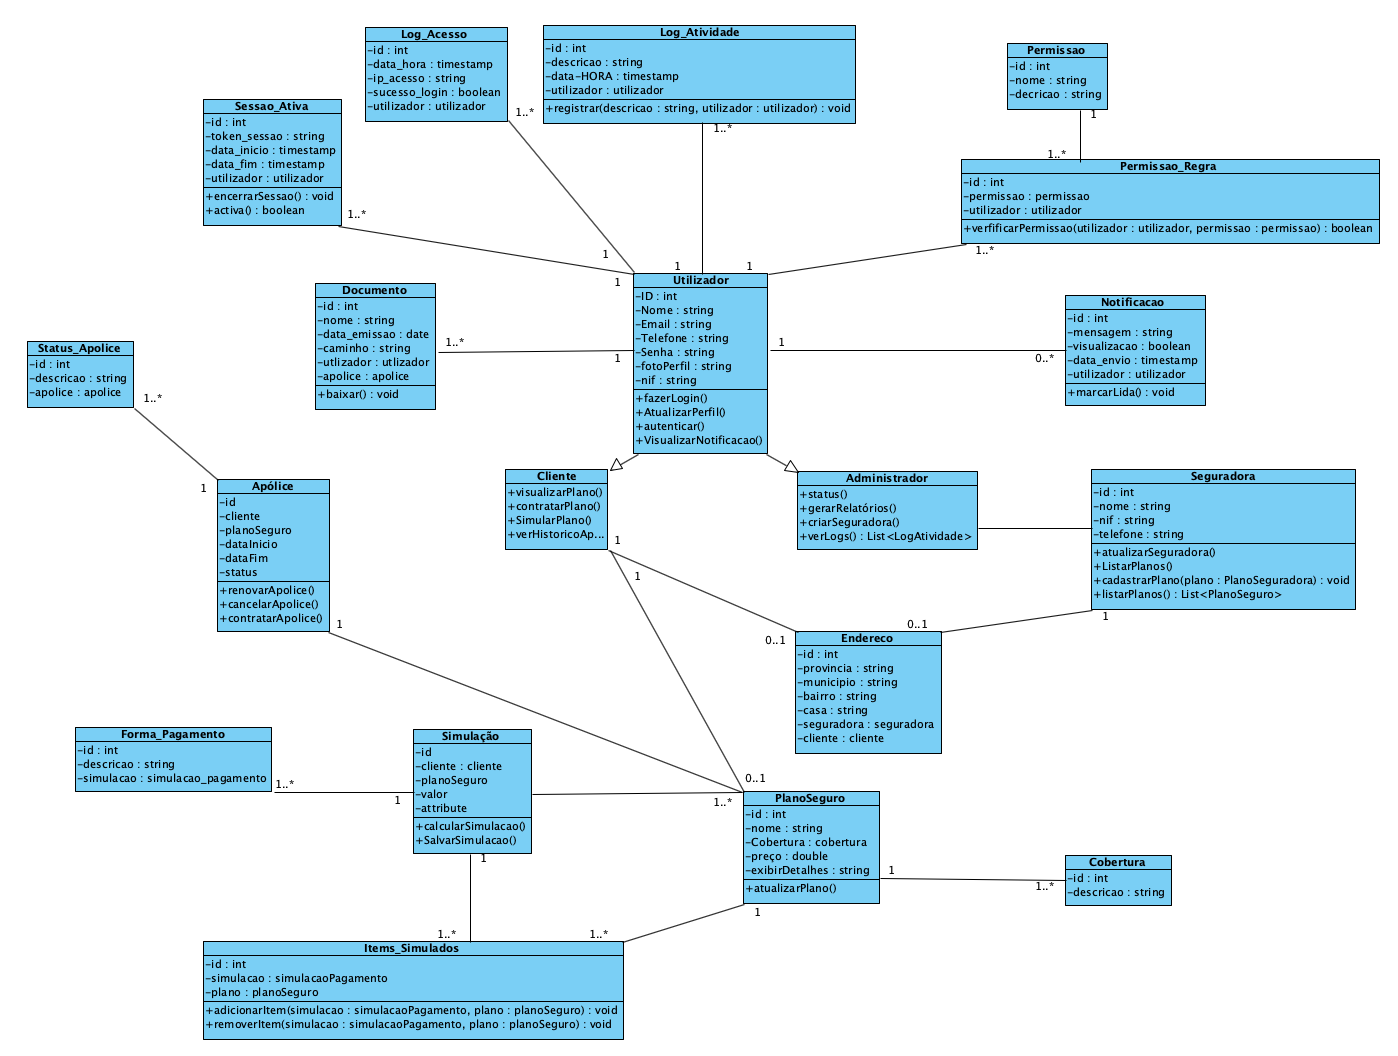 Log_Acesso
-id : int
-data_hora : timestamp
-ip_acesso : string
-sucesso_login : boolean
-utilizador : utilizador
1..*
Log_Atividade
-id : int
-descricao : string
-data-HORA : timestamp
-utilizador : utilizador
+registrar(descricao : string, utilizador : utilizador) : void
1..*
Permissao
-id : int
-nome : string
-decricao : string
1
1..*
Sessao_Ativa
-id : int
-token_sessao : string
-data_inicio : timestamp
-data_fim : timestamp
-utilizador : utilizador
+encerrarSessao() : void
+activa() : boolean
1..*
Permissao_Regra
-id : int
-permissao : permissao
-utilizador : utilizador
+verfificarPermissao(utilizador : utilizador, permissao : permissao) : boolean
1..*
1
1
1
1
Utilizador
-ID : int
-Nome : string
-Email : string
-Telefone : string
-Senha : string
-fotoPerfil : string
-nif : string
+fazerLogin()
+AtualizarPerfil()
+autenticar()
+VisualizarNotificacao()
1
1
Documento
-id : int
-nome : string
-data_emissao : date
-caminho : string
-utlizador : utlizador
-apolice : apolice
+baixar() : void
1..*
Notificacao
-id : int
-mensagem : string
-visualizacao : boolean
-data_envio : timestamp
-utilizador : utilizador
+marcarLida() : void
0..*
Status_Apolice
-id : int
-descricao : string
-apolice : apolice
1..*
1
Apólice
-id
-cliente
-planoSeguro
-dataInicio
-dataFim
-status
+renovarApolice()
+cancelarApolice()
+contratarApolice()
1
Cliente
+visualizarPlano()
+contratarPlano()
+SimularPlano()
+verHistoricoAp...
1
1
Administrador
+status()
+gerarRelatórios()
+criarSeguradora()
+verLogs() : List<LogAtividade>
Seguradora
-id : int
-nome : string
-nif : string
-telefone : string
+atualizarSeguradora()
+ListarPlanos()
+cadastrarPlano(plano : PlanoSeguradora) : void
+listarPlanos() : List<PlanoSeguro>
1
0..1
0..1
Endereco
-id : int
-provincia : string
-municipio : string
-bairro : string
-casa : string
-seguradora : seguradora
-cliente : cliente
Forma_Pagamento
-id : int
-descricao : string
-simulacao : simulacao_pagamento
1..*
1
Simulação
-id
-cliente : cliente
-planoSeguro
-valor
-attribute
+calcularSimulacao()
+SalvarSimulacao()
1
0..1
1..*
PlanoSeguro
-id : int
-nome : string
-Cobertura : cobertura
-preço : double
-exibirDetalhes : string
+atualizarPlano()
1
1
Cobertura
-id : int
-descricao : string
1..*
1..*
1..*
Items_Simulados
-id : int
-simulacao : simulacaoPagamento
-plano : planoSeguro
+adicionarItem(simulacao : simulacaoPagamento, plano : planoSeguro) : void
+removerItem(simulacao : simulacaoPagamento, plano : planoSeguro) : void